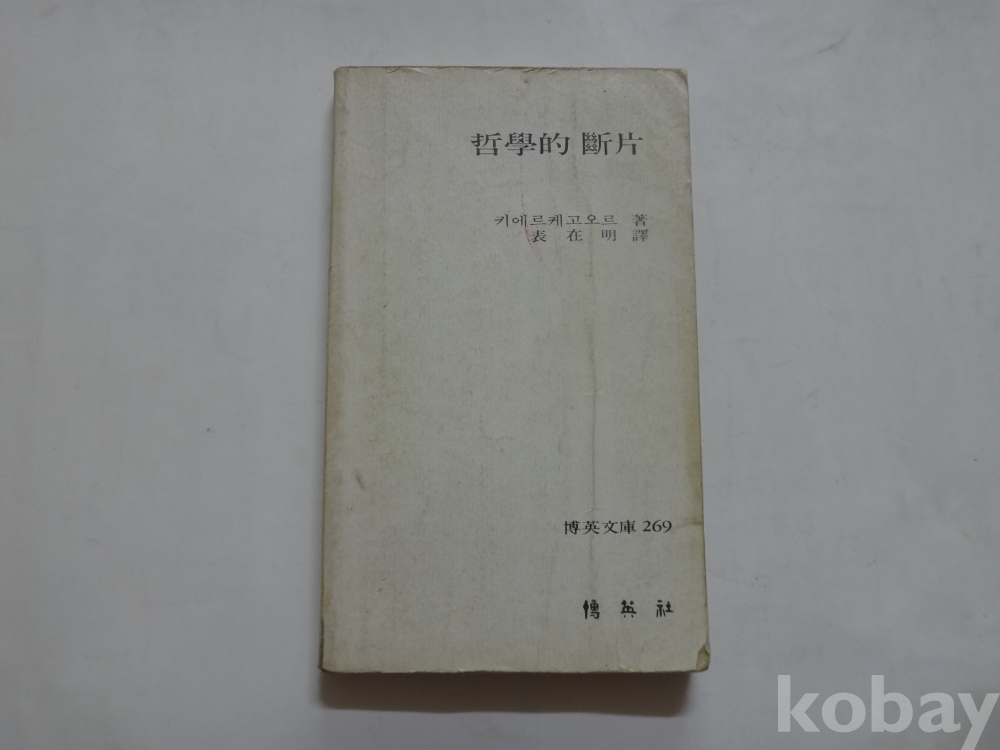 哲學的 斷片
키에르케고오르 著
表 在 明 譯
博英文庫 269
博 英 社
kobay